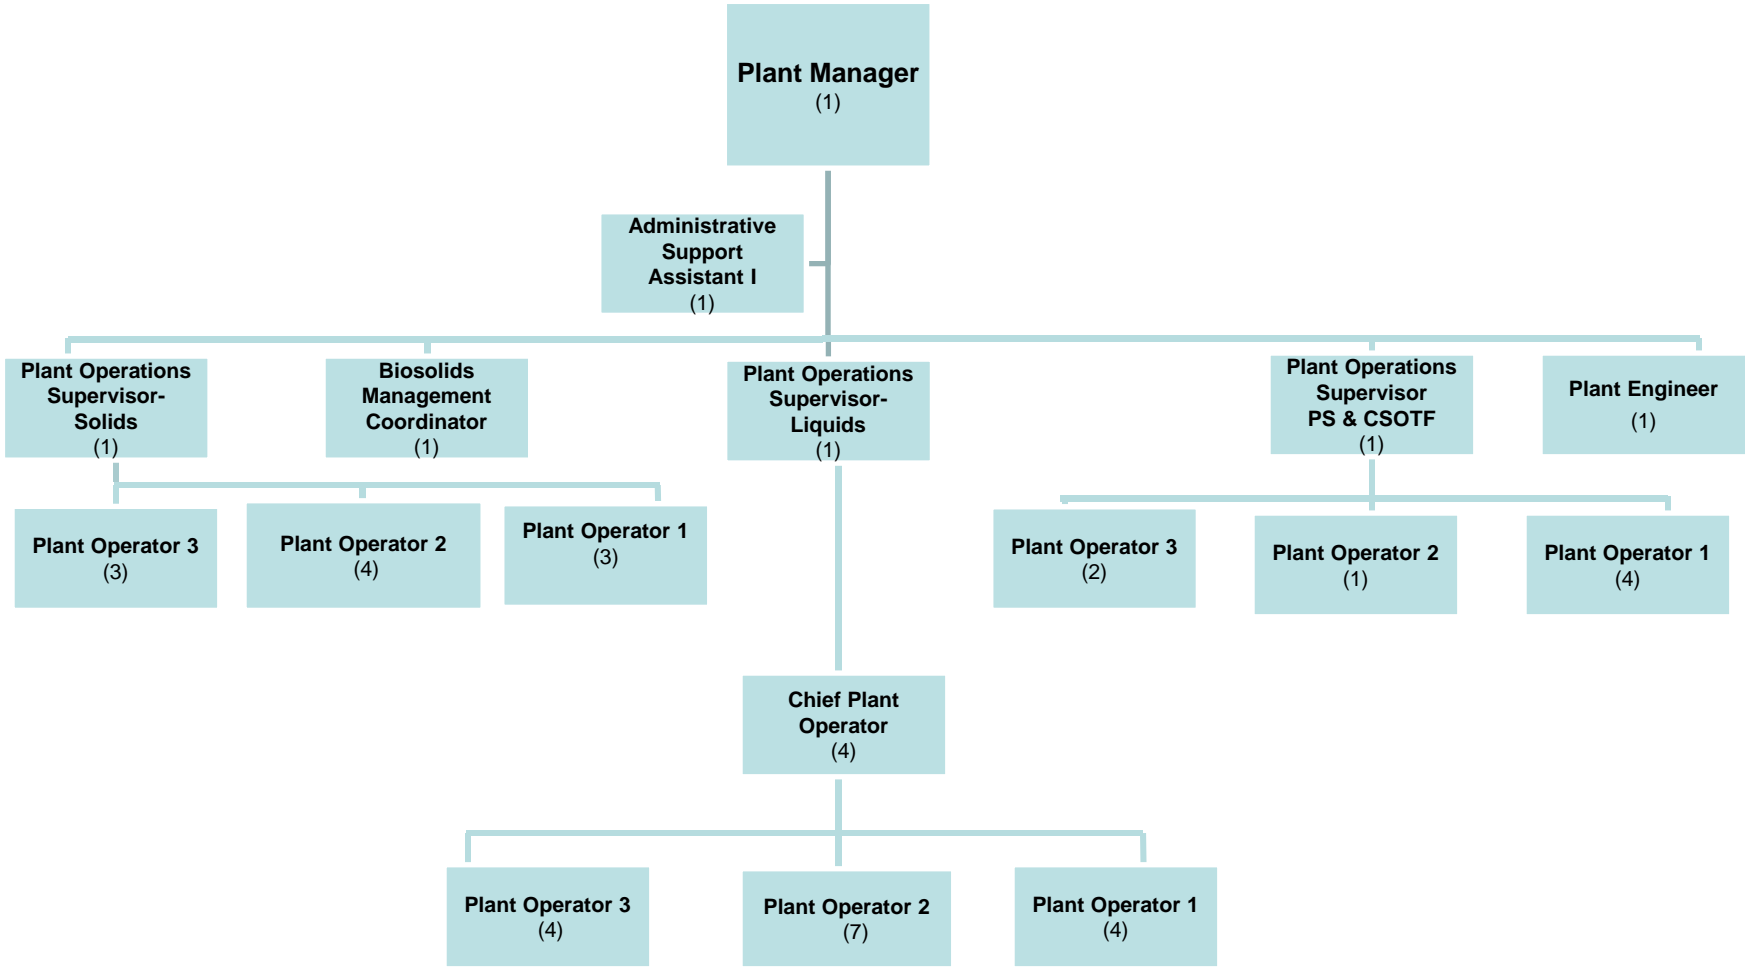 Plant Manager
(1)
Administrative
Support
Assistant I
(1)
Plant Operations
Supervisor-
Solids
(1)
Biosolids
Management
Coordinator
(1)
Plant Operations
Supervisor-
Liquids
(1)
Plant Operations
Supervisor
PS & CSOTF
(1)
Plant Engineer
(1)
Plant Operator 3
(3)
Plant Operator 2
(4)
Plant Operator 1
(3)
Plant Operator 3
(2)
Plant Operator 2
(1)
Plant Operator 1
(4)
Chief Plant
Operator
(4)
Plant Operator 3
(4)
Plant Operator 2
(7)
Plant Operator 1
(4)